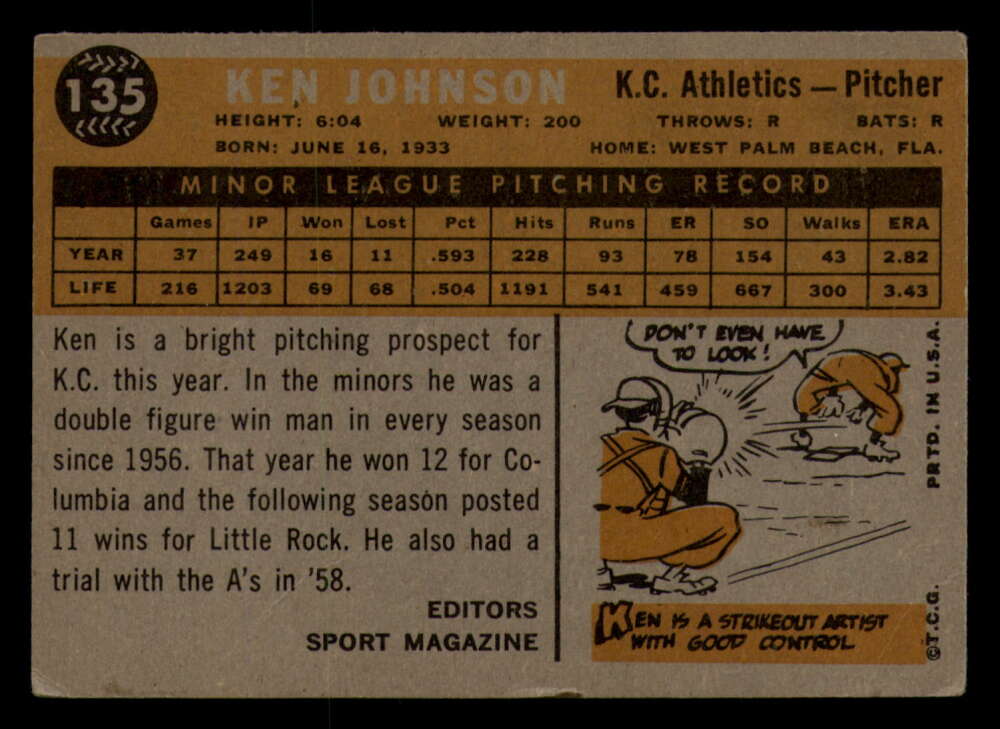 135
KEN JOHNSON
K.C. Athletics — Pitcher
HEIGHT: 6:04 WEIGHT: 200 THROWS: R BATS: R
BORN: JUNE 16, 1933 HOME: WEST PALM BEACH, FLA.
MINOR LEAGUE PITCHING RECORD
Games IP Won Lost Pct Hits Runs ER SO Walks ERA
YEAR 37 249 16 11 .593 228 93 78 154 43 2.82
LIFE 216 1203 69 68 .504 1191 541 459 667 300 3.43
Ken is a bright pitching prospect for
K.C. this year. In the minors he was a
double figure win man in every season
since 1956. That year he won 12 for Co-
lumbia and the following season posted
11 wins for Little Rock. He also had a
trial with the A's in '58.
EDITORS
SPORT MAGAZINE
DON'T EVEN HAVE
TO LOOK!
KEN IS A STRIKEOUT ARTIST
WITH GOOD CONTROL
©T.C.G. PRTD. IN U.S.A.